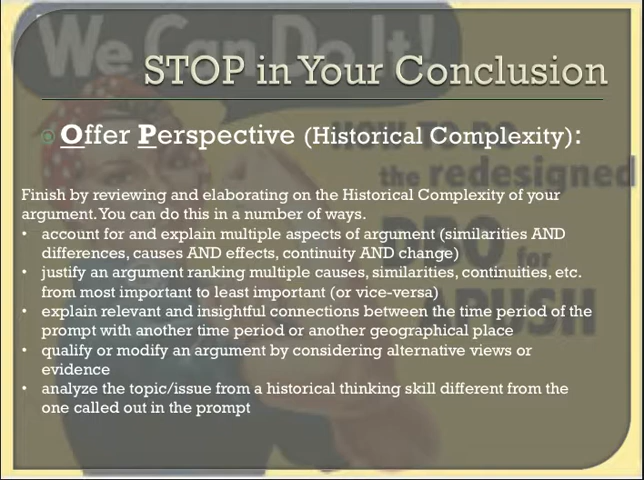 We Can Do It!
STOP in Your Conclusion
Offer Perspective (Historical Complexity):
HOW TO DO
the redesigned
DBQ for
APUSH
Finish by reviewing and elaborating on the Historical Complexity of your
argument. You can do this in a number of ways.
• account for and explain multiple aspects of argument (similarities AND
differences, causes AND effects, continuity AND change)
• justify an argument ranking multiple causes, similarities, continuities, etc.
from most important to least important (or vice-versa)
• explain relevant and insightful connections between the time period of the
prompt with another time period or another geographical place
• qualify or modify an argument by considering alternative views or
evidence
• analyze the topic/issue from a historical thinking skill different from the
one called out in the prompt